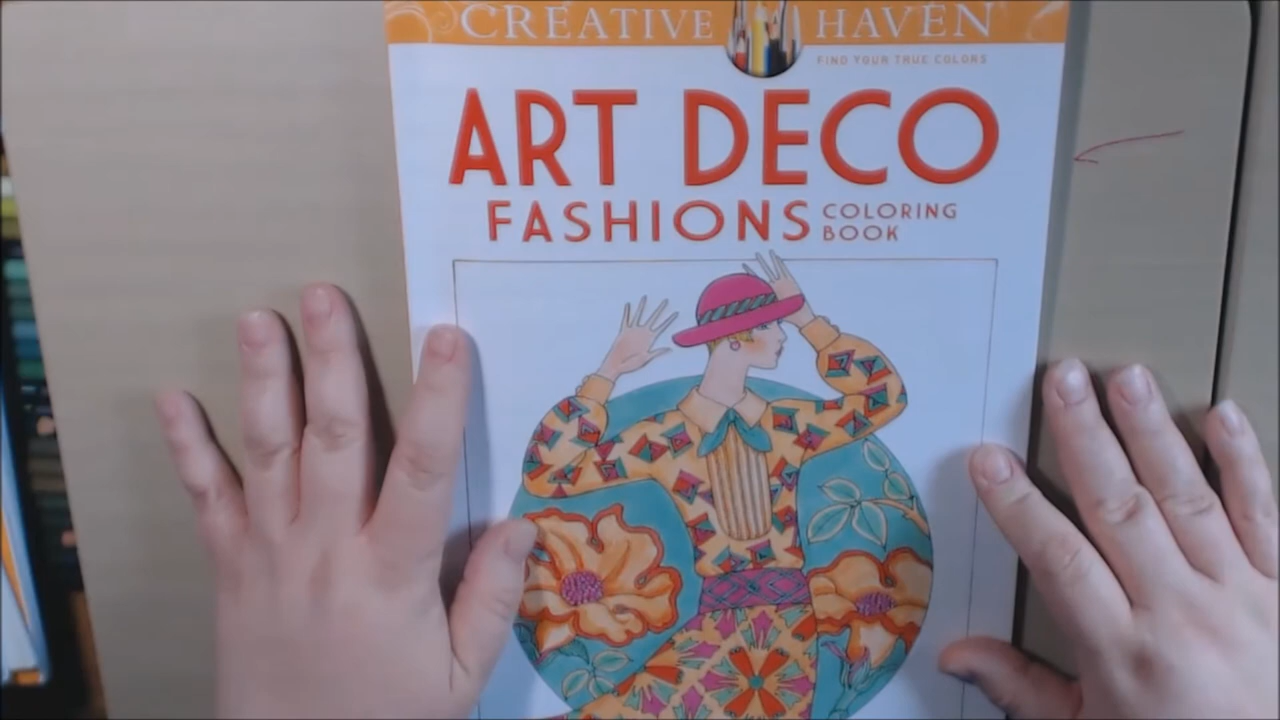 CREATIVE HAVEN
FIND YOUR TRUE COLORS
ART DECO
FASHIONS COLORING
BOOK